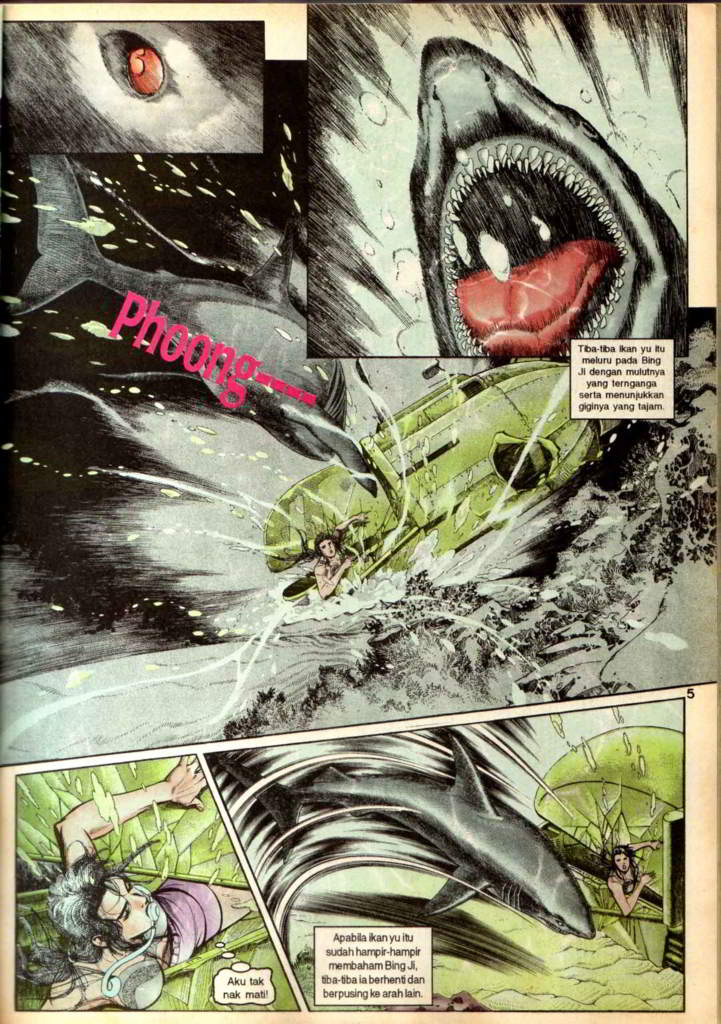 Tiba-tiba ikan yu itu
meluru pada Bing
Ji dengan mulutnya
yang ternganga
serta menunjukkan
giginya yang tajam.
Phoong---
5
Aku tak
nak mati!
Apabila ikan yu itu
sudah hampir-hampir
membaham Bing Ji,
tiba-tiba ia berhenti dan
berpusing ke arah lain.